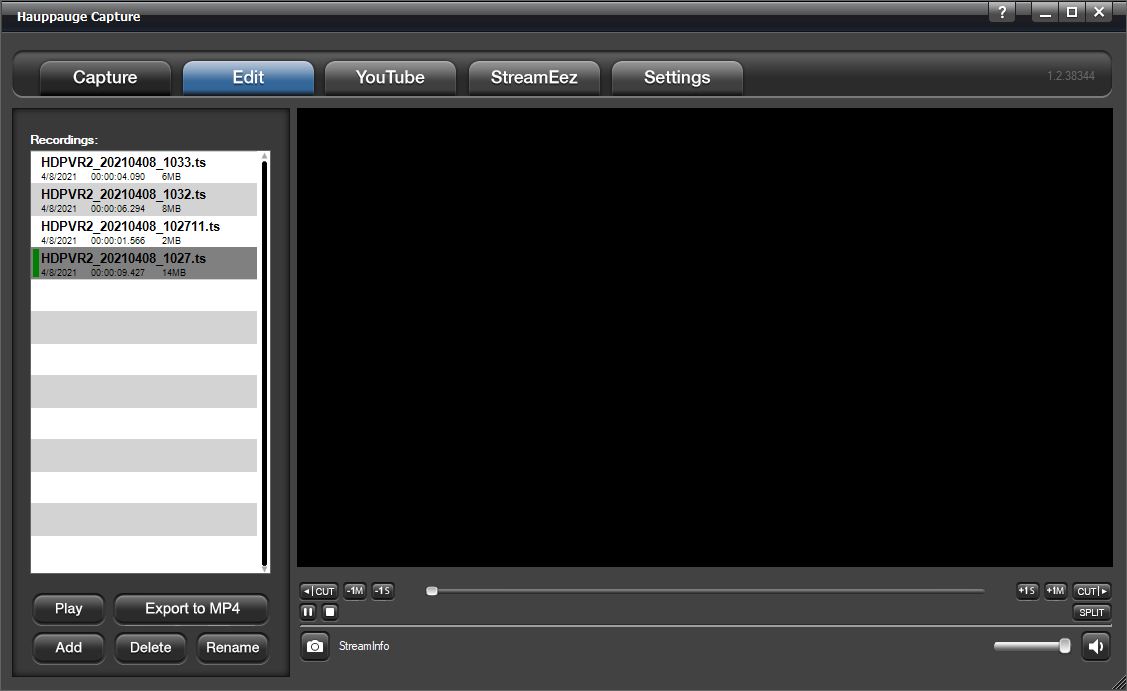 Hauppauge Capture
?
Capture Edit YouTube StreamEez Settings 1.2.38344
Recordings:
HDPVR2_20210408_1033.ts
4/8/2021 00:00:04.090 6MB
HDPVR2_20210408_1032.ts
4/8/2021 00:00:06.294 8MB
HDPVR2_20210408_102711.ts
4/8/2021 00:00:01.566 2MB
HDPVR2_20210408_1027.ts
4/8/2021 00:00:09.427 14MB
CUT -1M -1S +1S +1M CUT
SPLIT
Play Export to MP4
Add Delete Rename
StreamInfo